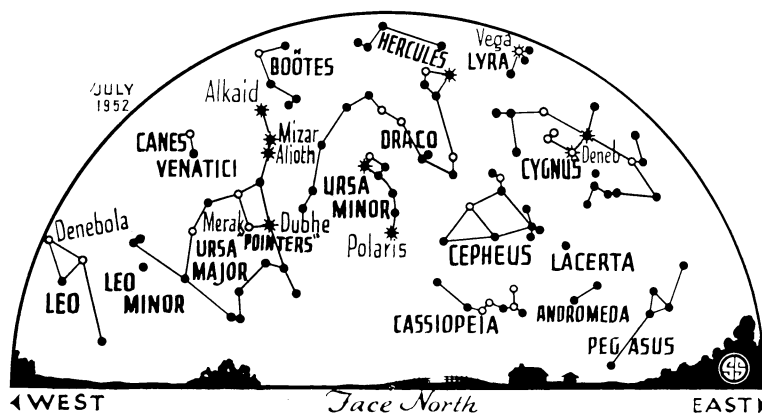 HERCULES
Vega
LYRA
BOÖTES
JULY
1952
Alkaid
CANES
VENATICI
Mizar
Alioth
DRACO
CYGNUS
Deneb
URSA
MINOR
Denebola
Merak
Dubhe
"POINTERS"
URSA
MAJOR
Polaris
CEPHEUS
LACERTA
LEO
LEO
MINOR
CASSIOPEIA
ANDROMEDA
PEGASUS
WEST
Face North
EAST